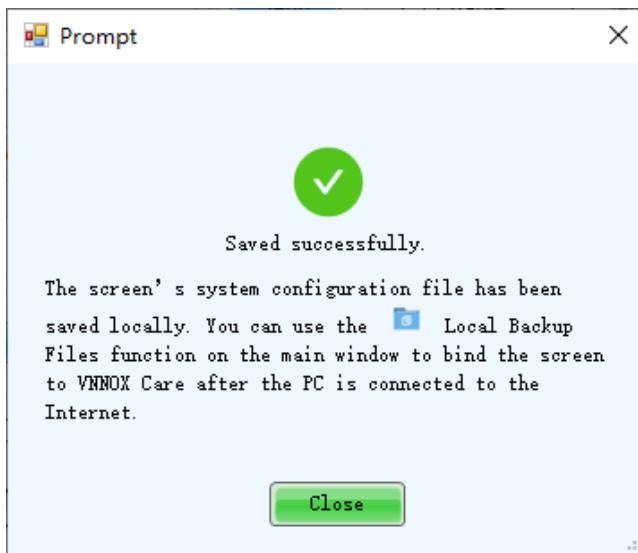 Prompt
Saved successfully.
The screen's system configuration file has been
saved locally. You can use the Local Backup
Files function on the main window to bind the screen
to VNNOX Care after the PC is connected to the
Internet.
Close